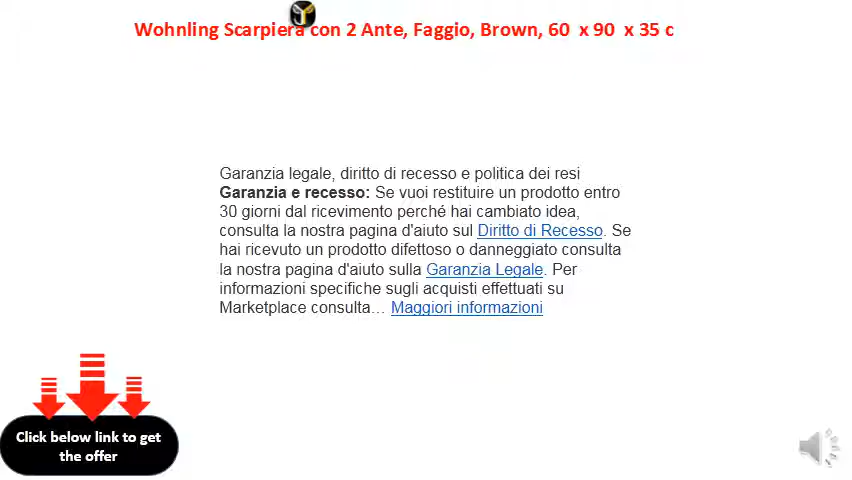 Wohnling Scarpiera con 2 Ante, Faggio, Brown, 60 x 90 x 35 c
Garanzia legale, diritto di recesso e politica dei resi
Garanzia e recesso: Se vuoi restituire un prodotto entro
30 giorni dal ricevimento perché hai cambiato idea,
consulta la nostra pagina d'aiuto sul Diritto di Recesso. Se
hai ricevuto un prodotto difettoso o danneggiato consulta
la nostra pagina d'aiuto sulla Garanzia Legale. Per
informazioni specifiche sugli acquisti effettuati su
Marketplace consulta… Maggiori informazioni
Click below link to get
the offer